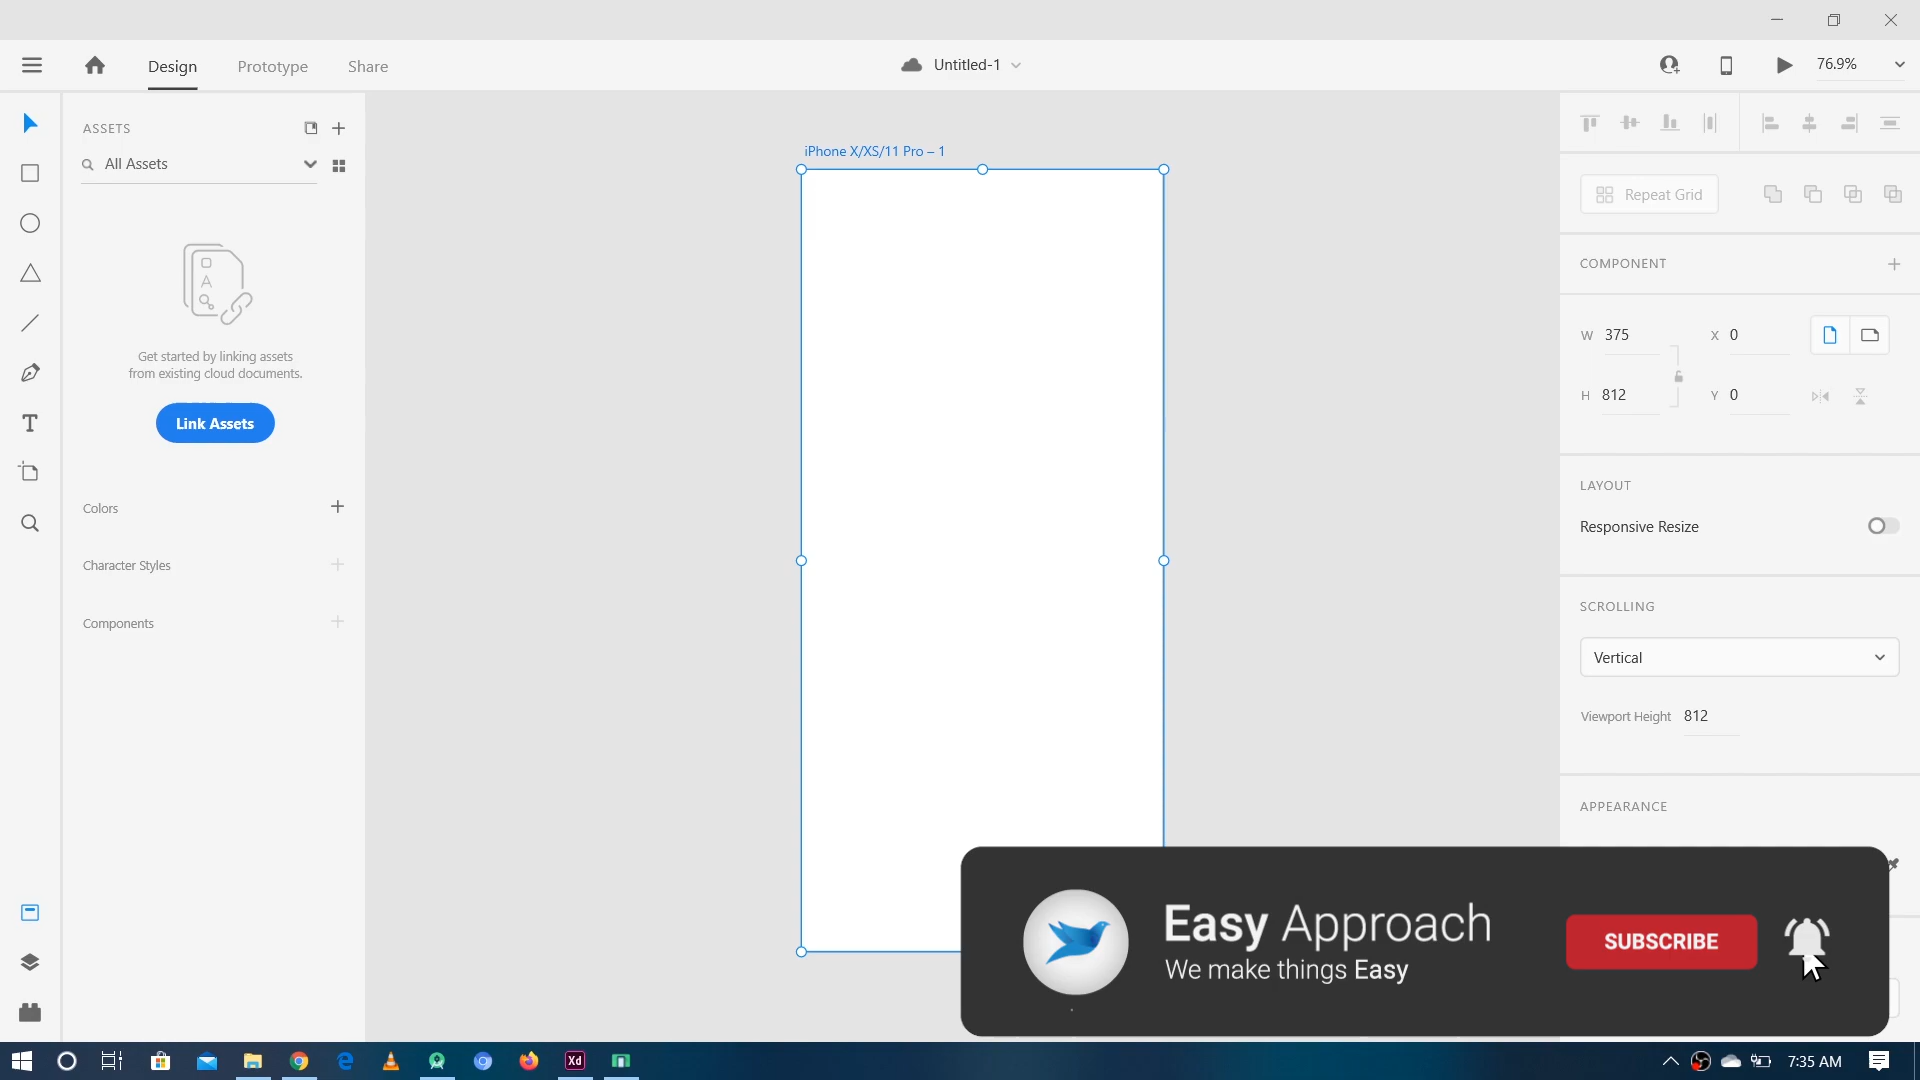 Design
Prototype
Share
Untitled-1
76.9%
ASSETS
All Assets
A
Get started by linking assets
from existing cloud documents.
Link Assets
Colors
Character Styles
Components
iPhone X/XS/11 Pro – 1
Repeat Grid
COMPONENT
W 375
X 0
H 812
Y 0
LAYOUT
Responsive Resize
SCROLLING
Vertical
Viewport Height 812
APPEARANCE
Easy Approach
We make things Easy
SUBSCRIBE
Xd
7:35 AM